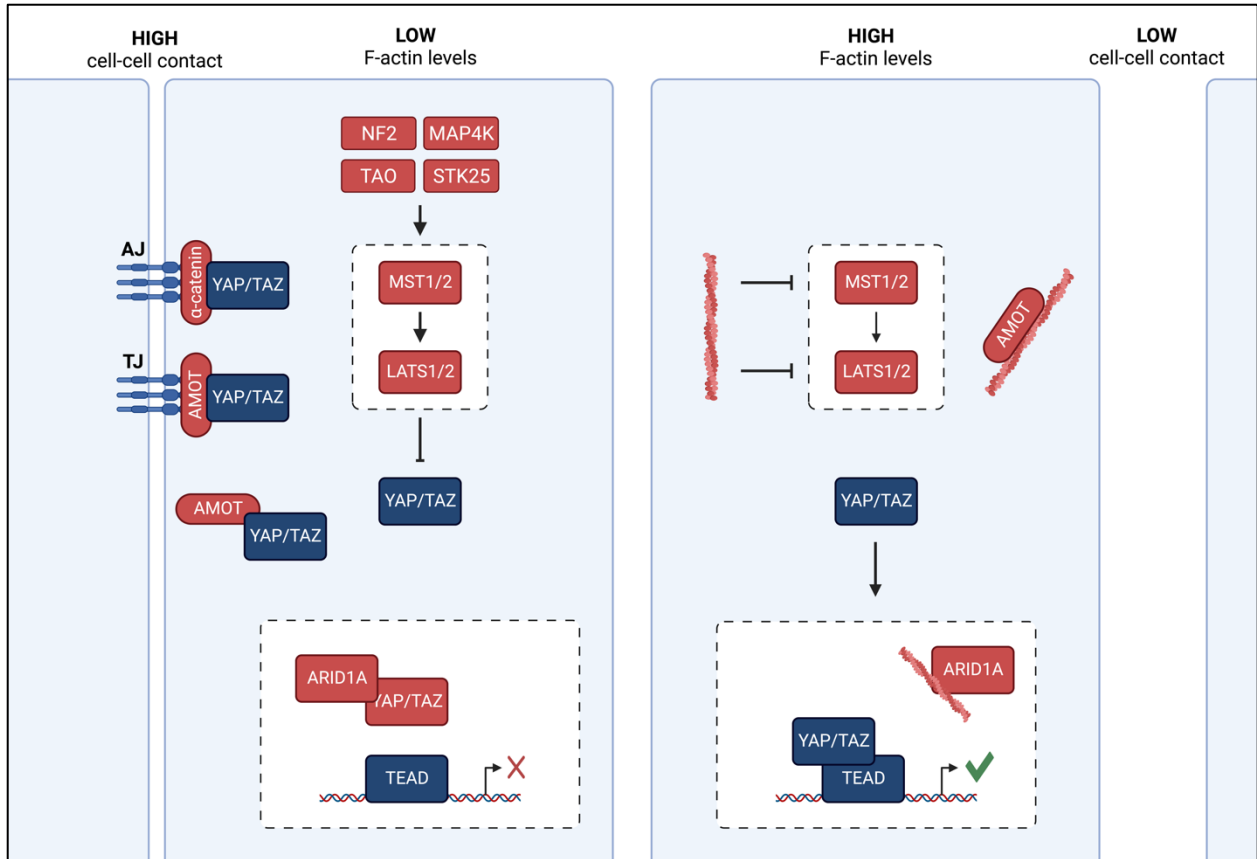 HIGH
cell-cell contact
LOW
F-actin levels
HIGH
F-actin levels
LOW
cell-cell contact
NF2
MAP4K
TAO
STK25
AJ
α-catenin
YAP/TAZ
MST1/2
LATS1/2
TJ
AMOT
YAP/TAZ
YAP/TAZ
AMOT
YAP/TAZ
ARID1A
YAP/TAZ
TEAD
MST1/2
LATS1/2
AMOT
YAP/TAZ
ARID1A
YAP/TAZ
TEAD